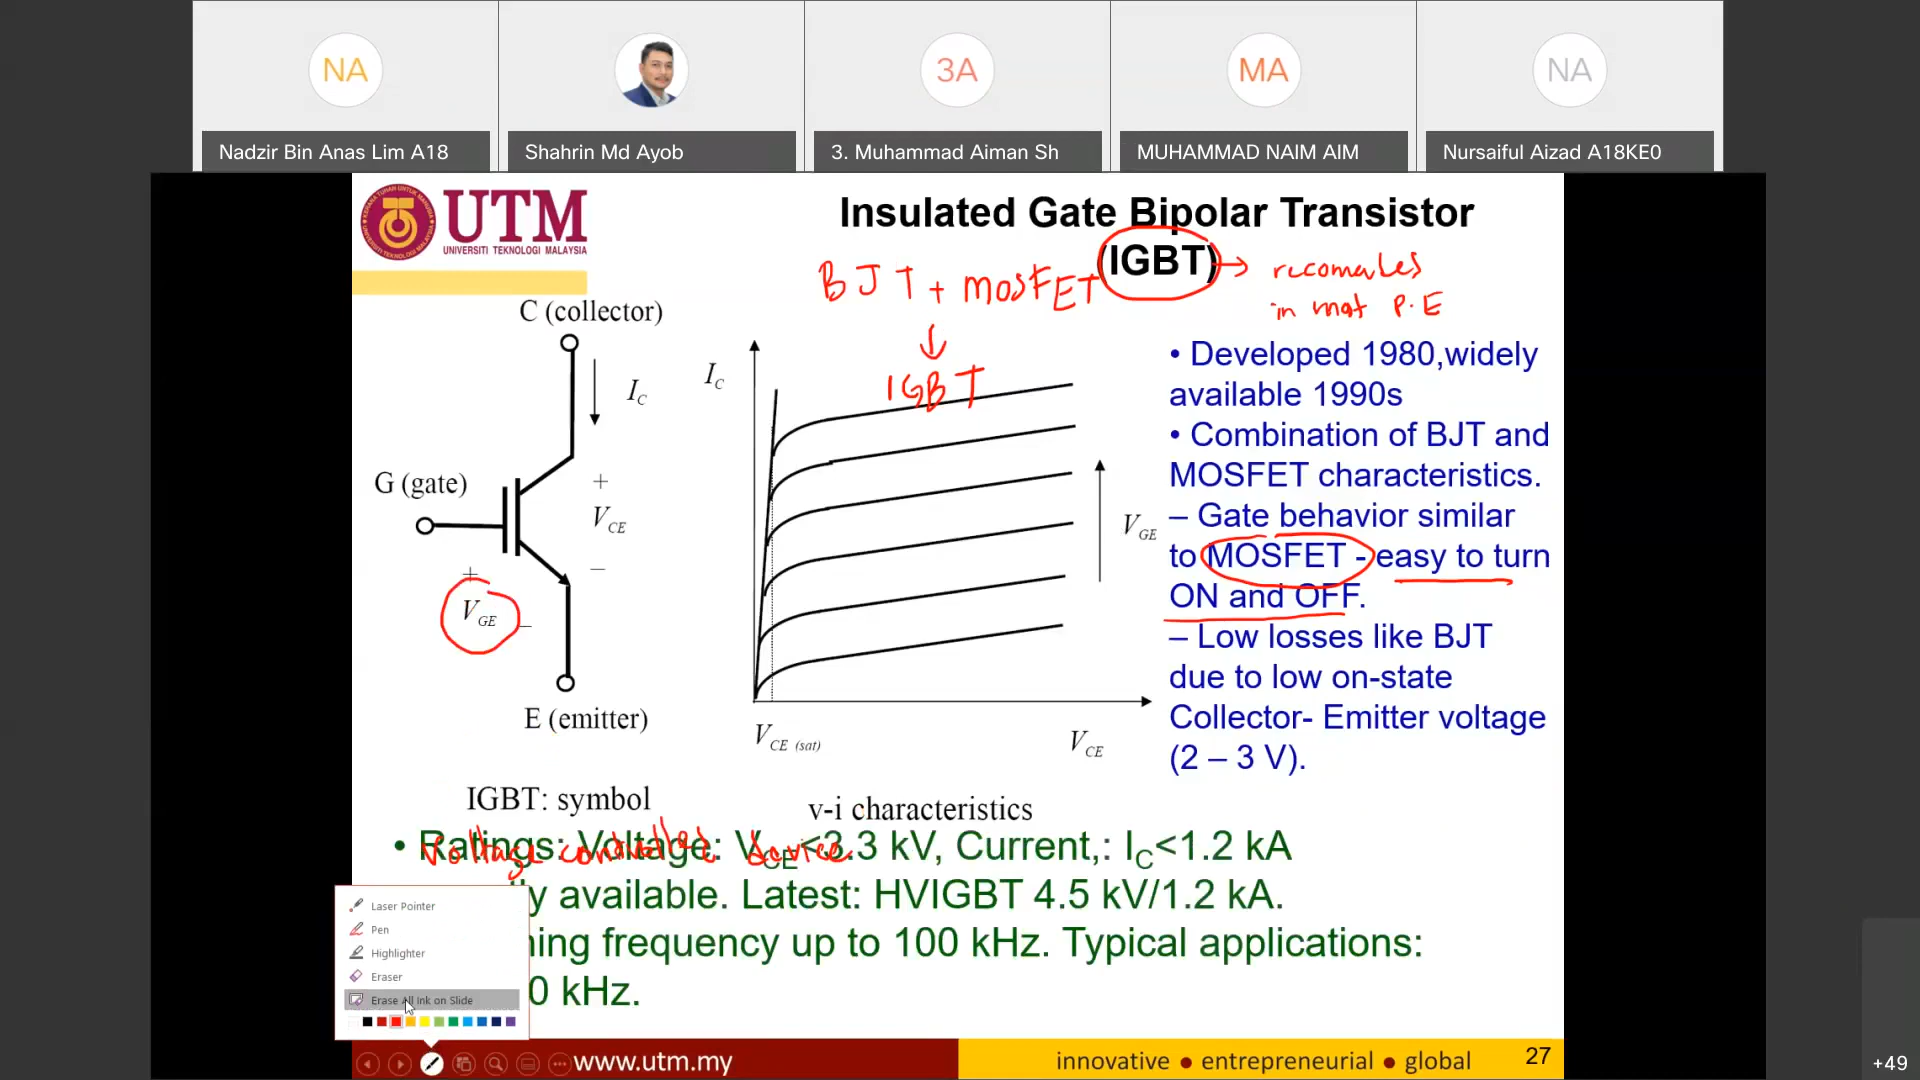 NA
3A
MA
NA
Nadzir Bin Anas Lim A18
Shahrin Md Ayob
3. Muhammad Aiman Sh
MUHAMMAD NAIM AIM
Nursaiful Aizad A18KE0
UTM
UNIVERSITI TEKNOLOGI MALAYSIA
Insulated Gate Bipolar Transistor
(IGBT)
BJT + MOSFET
IGBT
in P.E
C (collector)
I_C
G (gate)
+
V_CE
–
+
V_GE
–
E (emitter)
IGBT: symbol
I_C
V_GE
V_CE (sat)
V_CE
v-i characteristics
• Developed 1980,widely
available 1990s
• Combination of BJT and
MOSFET characteristics.
– Gate behavior similar
to MOSFET - easy to turn
ON and OFF.
– Low losses like BJT
due to low on-state
Collector- Emitter voltage
(2 – 3 V).
• Ratings: Voltage: V_CE<3.3 kV, Current,: I_C<1.2 kA
voltage controlled device
y available. Latest: HVIGBT 4.5 kV/1.2 kA.
ning frequency up to 100 kHz. Typical applications:
0 kHz.
Laser Pointer
Pen
Highlighter
Eraser
Erase All Ink on Slide
www.utm.my
innovative ● entrepreneurial ● global
27
+49